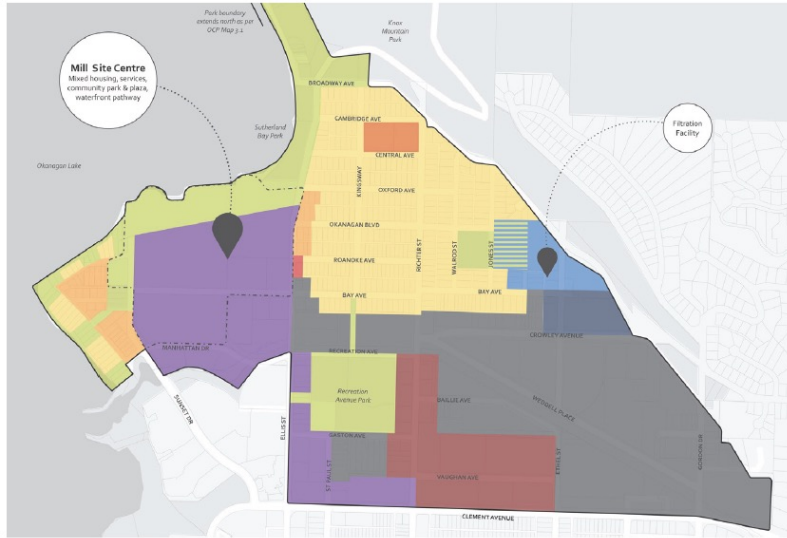 Park boundary
extends north as per
OCP Map 3.1
Knox
Mountain
Park
Mill Site Centre
Mixed housing, services,
community park & plaza,
waterfront pathway
BROADWAY AVE
CAMBRIDGE AVE
Filtration
Facility
Sutherland
Bay Park
CENTRAL AVE
Okanagan Lake
KINGSWAY
OXFORD AVE
OKANAGAN BLVD
RICHTER ST
WALROD ST
JONES ST
ROANOKE AVE
BAY AVE
BAY AVE
CROWLEY AVENUE
MANHATTAN DR
RECREATION AVE
Recreation
Avenue Park
BAILLIE AVE
WEDDELL PLACE
SUNSET DR
ELLIS ST
GASTON AVE
ETHEL ST
GORDON DR
ST PAUL ST
VAUGHAN AVE
CLEMENT AVENUE